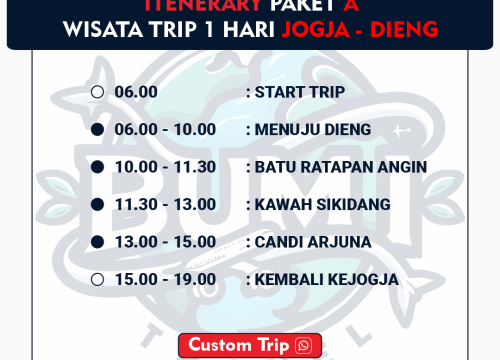 ITENERARY PAKET A
WISATA TRIP 1 HARI JOGJA - DIENG
06.00 : START TRIP
06.00 - 10.00 : MENUJU DIENG
10.00 - 11.30 : BATU RATAPAN ANGIN
11.30 - 13.00 : KAWAH SIKIDANG
13.00 - 15.00 : CANDI ARJUNA
15.00 - 19.00 : KEMBALI KEJOGJA
BUMI
Custom Trip